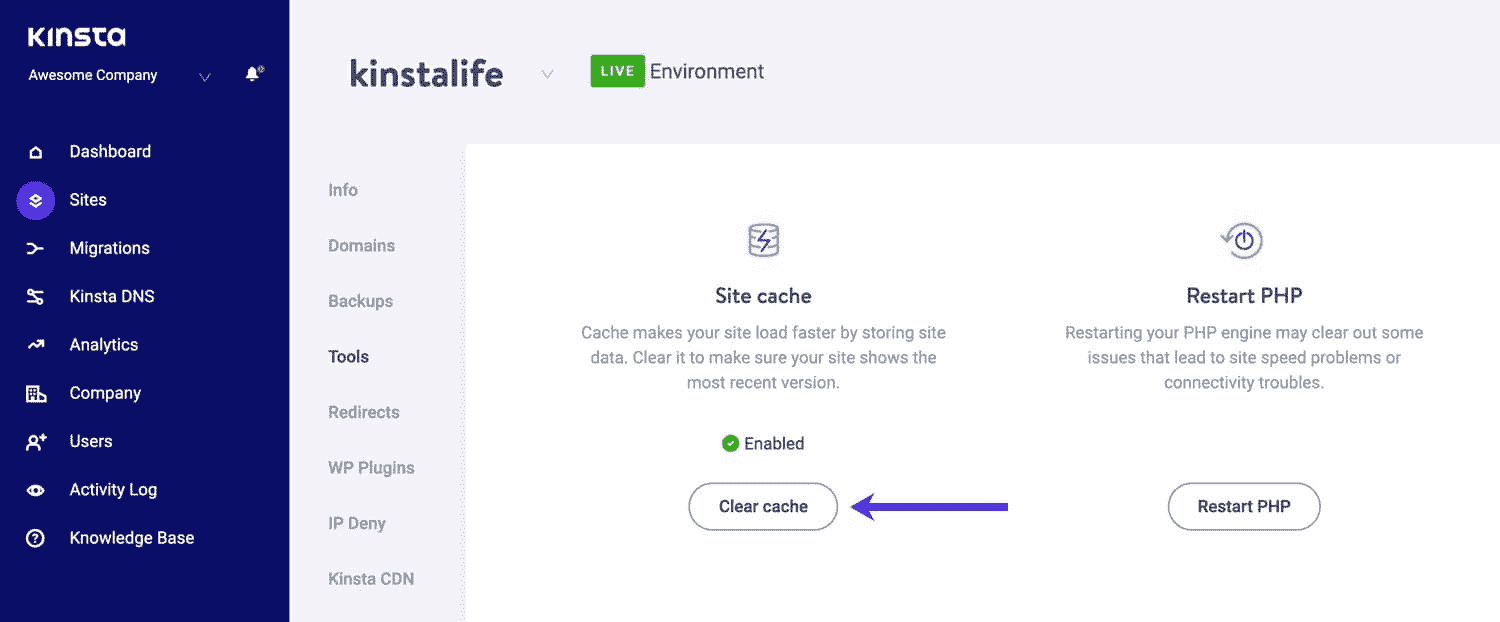 KINSTA
Awesome Company
Dashboard
Sites
Migrations
Kinsta DNS
Analytics
Company
Users
Activity Log
Knowledge Base
kinstalife
LIVE Environment
Info
Domains
Backups
Tools
Redirects
WP Plugins
IP Deny
Kinsta CDN
Site cache
Cache makes your site load faster by storing site
data. Clear it to make sure your site shows the
most recent version.
Enabled
Clear cache
Restart PHP
Restarting your PHP engine may clear out some
issues that lead to site speed problems or
connectivity troubles.
Restart PHP